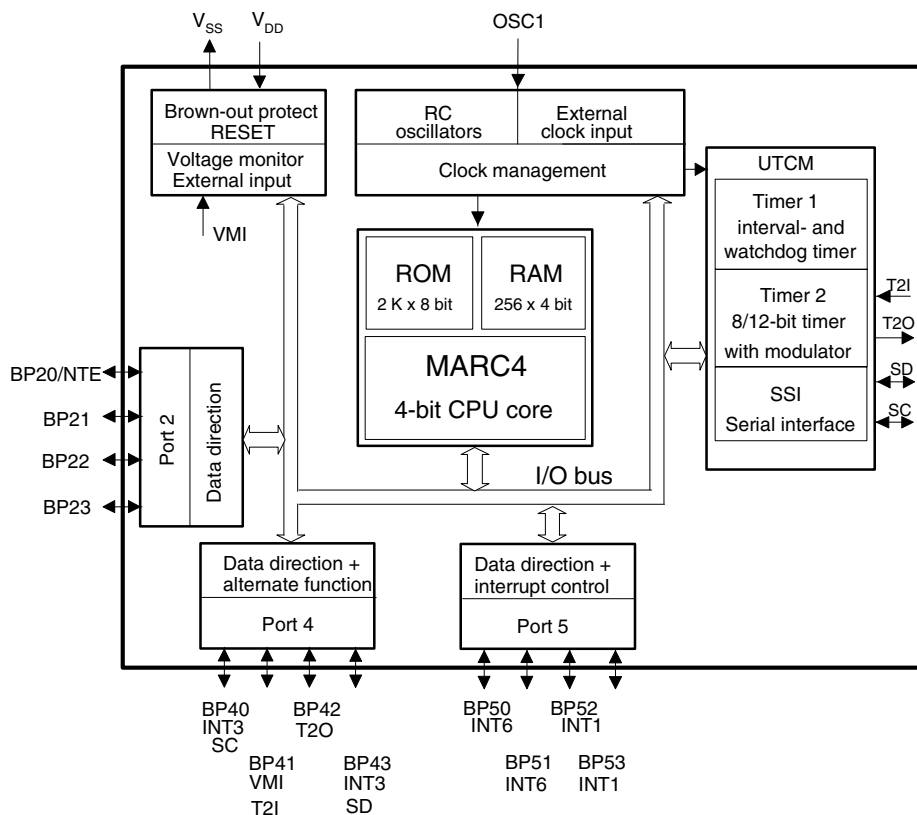 VSS
VDD
OSC1
Brown-out protect
RESET
Voltage monitor
External input
VMI
RC
oscillators
External
clock input
Clock management
UTCM
Timer 1
interval- and
watchdog timer
Timer 2
8/12-bit timer
with modulator
SSI
Serial interface
T2I
T2O
SD
SC
ROM
2 K x 8 bit
RAM
256 x 4 bit
MARC4
4-bit CPU core
I/O bus
BP20/NTE
BP21
BP22
BP23
Port 2
Data direction
Data direction +
alternate function
Port 4
Data direction +
interrupt control
Port 5
BP40
INT3
SC
BP41
VMI
T2I
BP42
T2O
BP43
INT3
SD
BP50
INT6
BP51
INT6
BP52
INT1
BP53
INT1